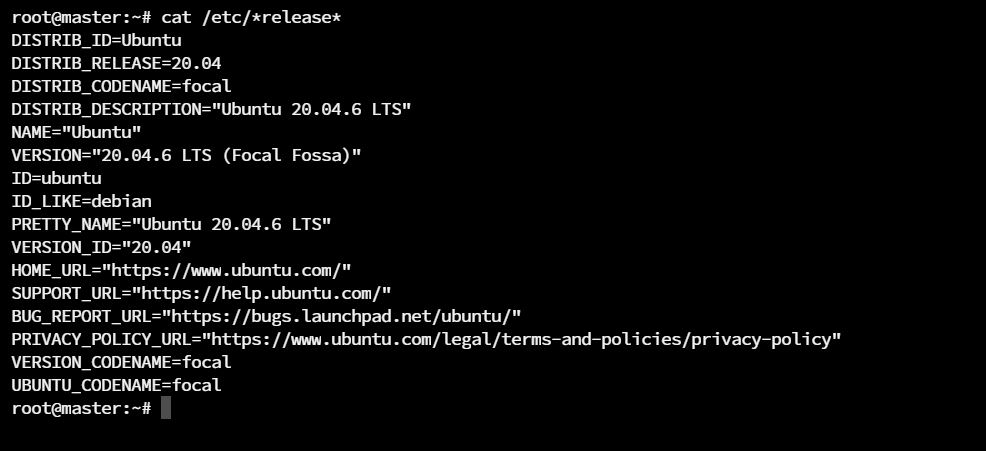 root@master:~# cat /etc/*release*
DISTRIB_ID=Ubuntu
DISTRIB_RELEASE=20.04
DISTRIB_CODENAME=focal
DISTRIB_DESCRIPTION="Ubuntu 20.04.6 LTS"
NAME="Ubuntu"
VERSION="20.04.6 LTS (Focal Fossa)"
ID=ubuntu
ID_LIKE=debian
PRETTY_NAME="Ubuntu 20.04.6 LTS"
VERSION_ID="20.04"
HOME_URL="https://www.ubuntu.com/"
SUPPORT_URL="https://help.ubuntu.com/"
BUG_REPORT_URL="https://bugs.launchpad.net/ubuntu/"
PRIVACY_POLICY_URL="https://www.ubuntu.com/legal/terms-and-policies/privacy-policy"
VERSION_CODENAME=focal
UBUNTU_CODENAME=focal
root@master:~#